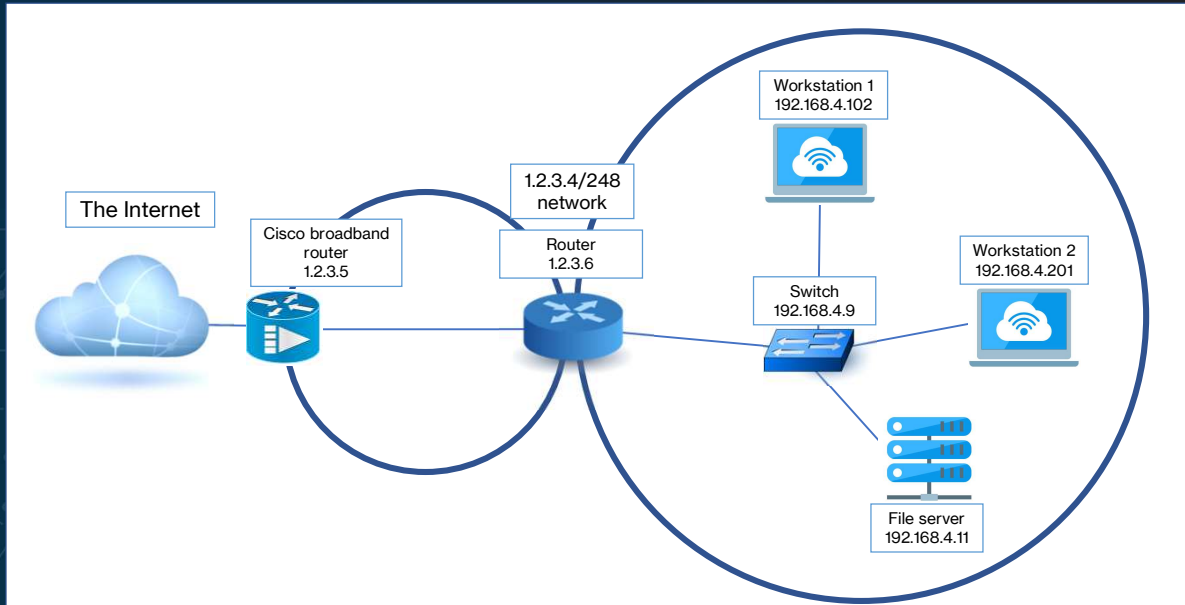 The Internet
Cisco broadband
router
1.2.3.5
1.2.3.4/248
network
Router
1.2.3.6
Workstation 1
192.168.4.102
Switch
192.168.4.9
Workstation 2
192.168.4.201
File server
192.168.4.11